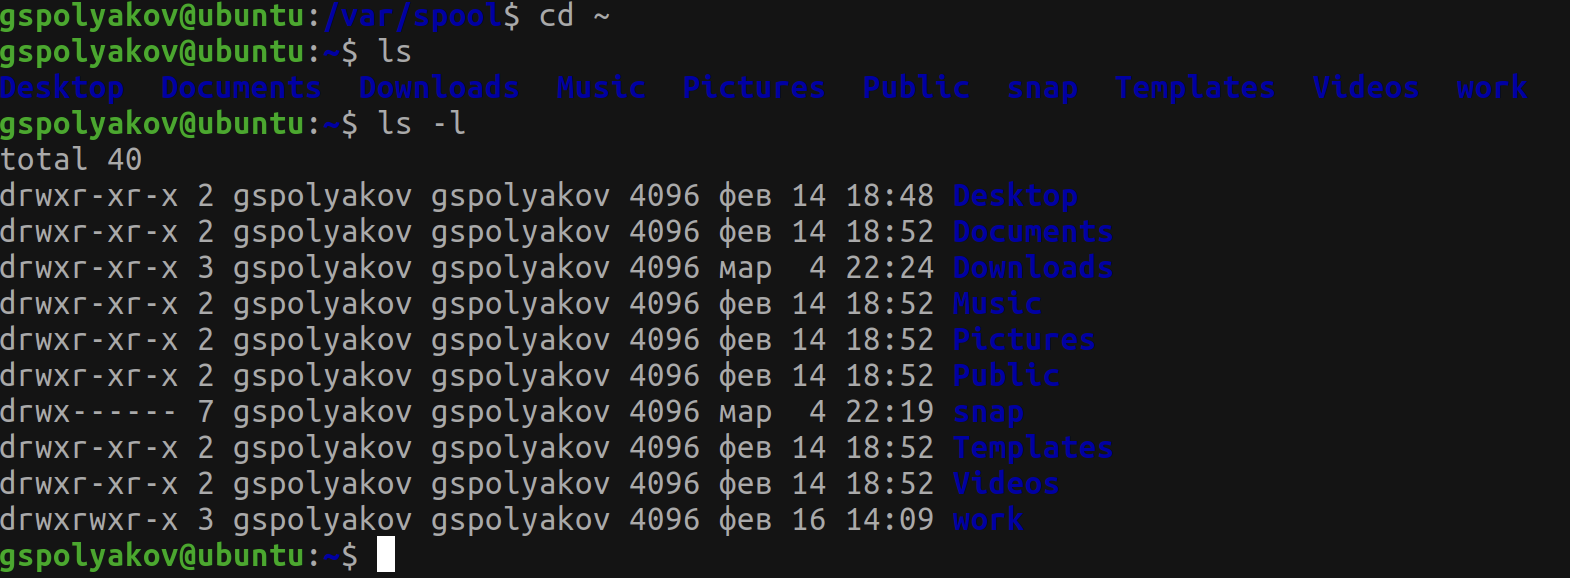 gspolyakov@ubuntu:/var/spool$ cd ~
gspolyakov@ubuntu:~$ ls
Desktop  Documents  Downloads  Music  Pictures  Public  snap  Templates  Videos  work
gspolyakov@ubuntu:~$ ls -l
total 40
drwxr-xr-x 2 gspolyakov gspolyakov 4096 фев 14 18:48 Desktop
drwxr-xr-x 2 gspolyakov gspolyakov 4096 фев 14 18:52 Documents
drwxr-xr-x 3 gspolyakov gspolyakov 4096 мар  4 22:24 Downloads
drwxr-xr-x 2 gspolyakov gspolyakov 4096 фев 14 18:52 Music
drwxr-xr-x 2 gspolyakov gspolyakov 4096 фев 14 18:52 Pictures
drwxr-xr-x 2 gspolyakov gspolyakov 4096 фев 14 18:52 Public
drwx------ 7 gspolyakov gspolyakov 4096 мар  4 22:19 snap
drwxr-xr-x 2 gspolyakov gspolyakov 4096 фев 14 18:52 Templates
drwxr-xr-x 2 gspolyakov gspolyakov 4096 фев 14 18:52 Videos
drwxrwxr-x 3 gspolyakov gspolyakov 4096 фев 16 14:09 work
gspolyakov@ubuntu:~$